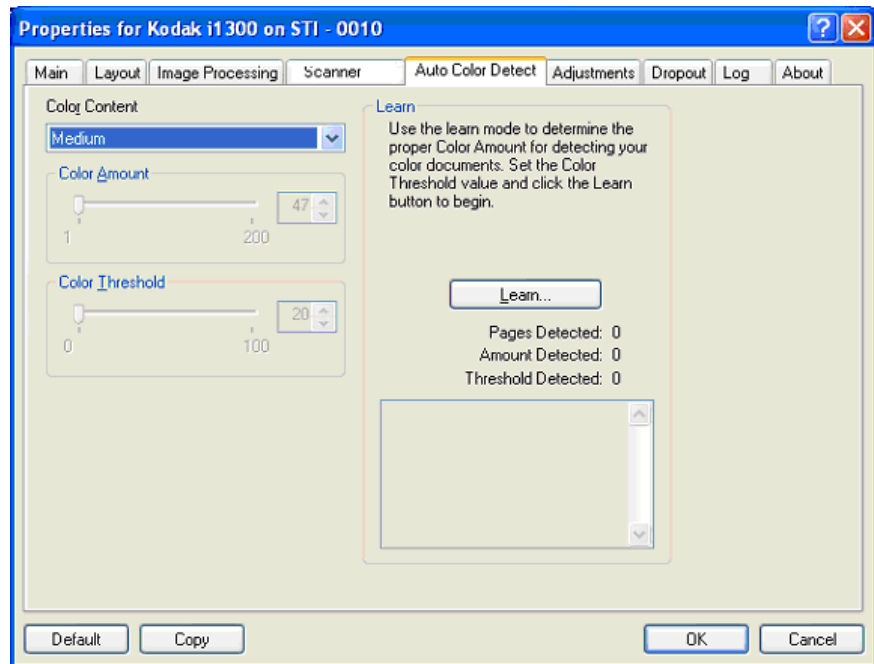 Properties for Kodak i1300 on STI - 0010
Main Layout Image Processing Scanner Auto Color Detect Adjustments Dropout Log About
Color Content
Medium
Color Amount
47
1 200
Color Threshold
20
0 100
Learn
Use the learn mode to determine the
proper Color Amount for detecting your
color documents. Set the Color
Threshold value and click the Learn
button to begin.
Learn...
Pages Detected: 0
Amount Detected: 0
Threshold Detected: 0
Default Copy OK Cancel